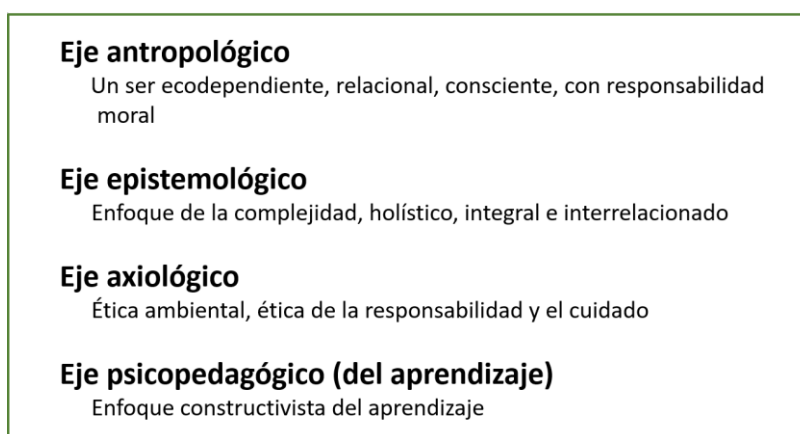 Eje antropológico
Un ser ecodependiente, relacional, consciente, con responsabilidad
moral
Eje epistemológico
Enfoque de la complejidad, holístico, integral e interrelacionado
Eje axiológico
Ética ambiental, ética de la responsabilidad y el cuidado
Eje psicopedagógico (del aprendizaje)
Enfoque constructivista del aprendizaje